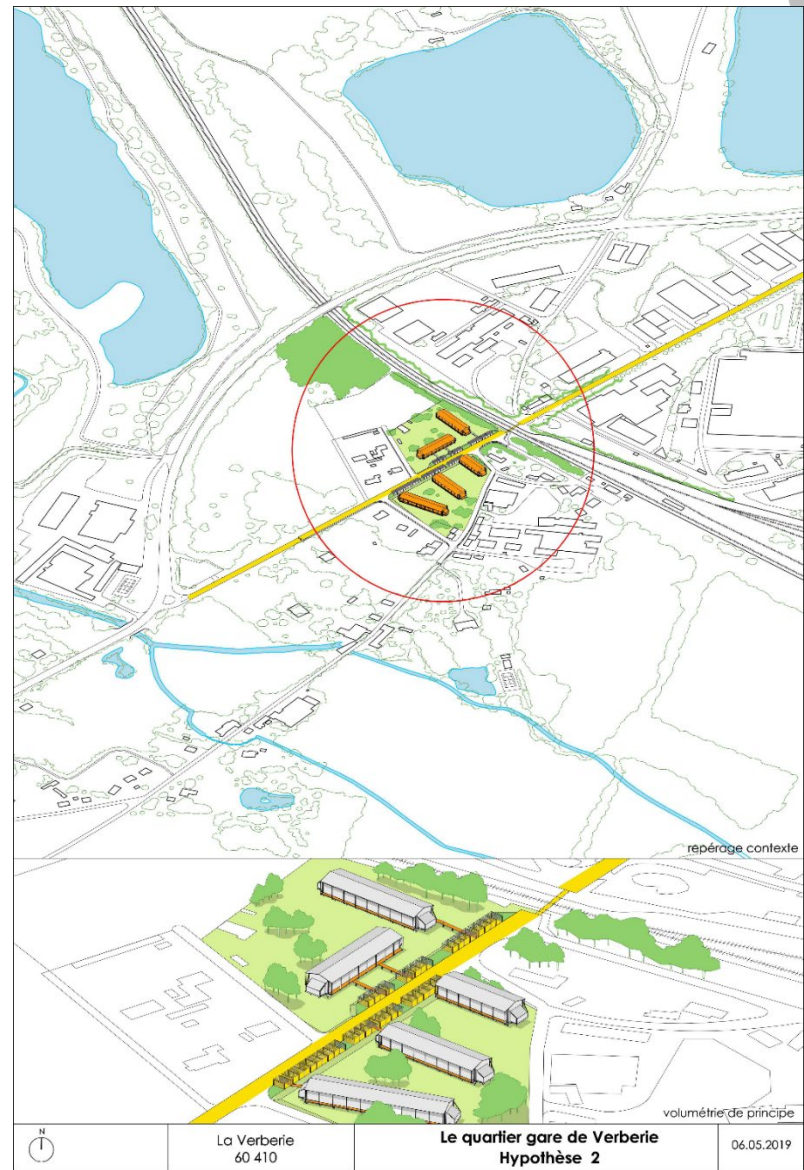 repérage contexte
volumétrie de principe
N
La Verberie
60 410
Le quartier gare de Verberie
Hypothèse 2
06.05.2019